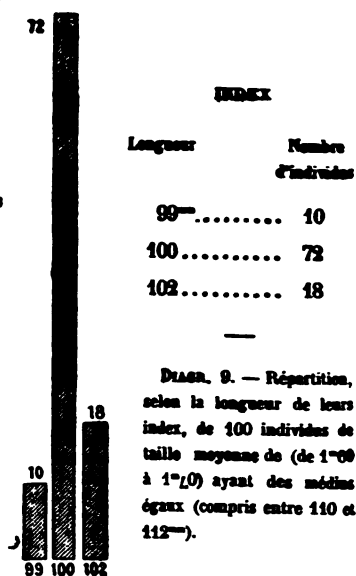 72
INDEX
Longueur Nombre
d'individus
99mm.......... 10
100.......... 72
102.......... 18
DIAGR. 9. — Répartition,
selon la longueur de leurs
index, de 100 individus de
taille moyenne de (de 1m60
à 1m70) ayant des médius
égaux (compris entre 110 et
112mm).
18
10
99 100 102